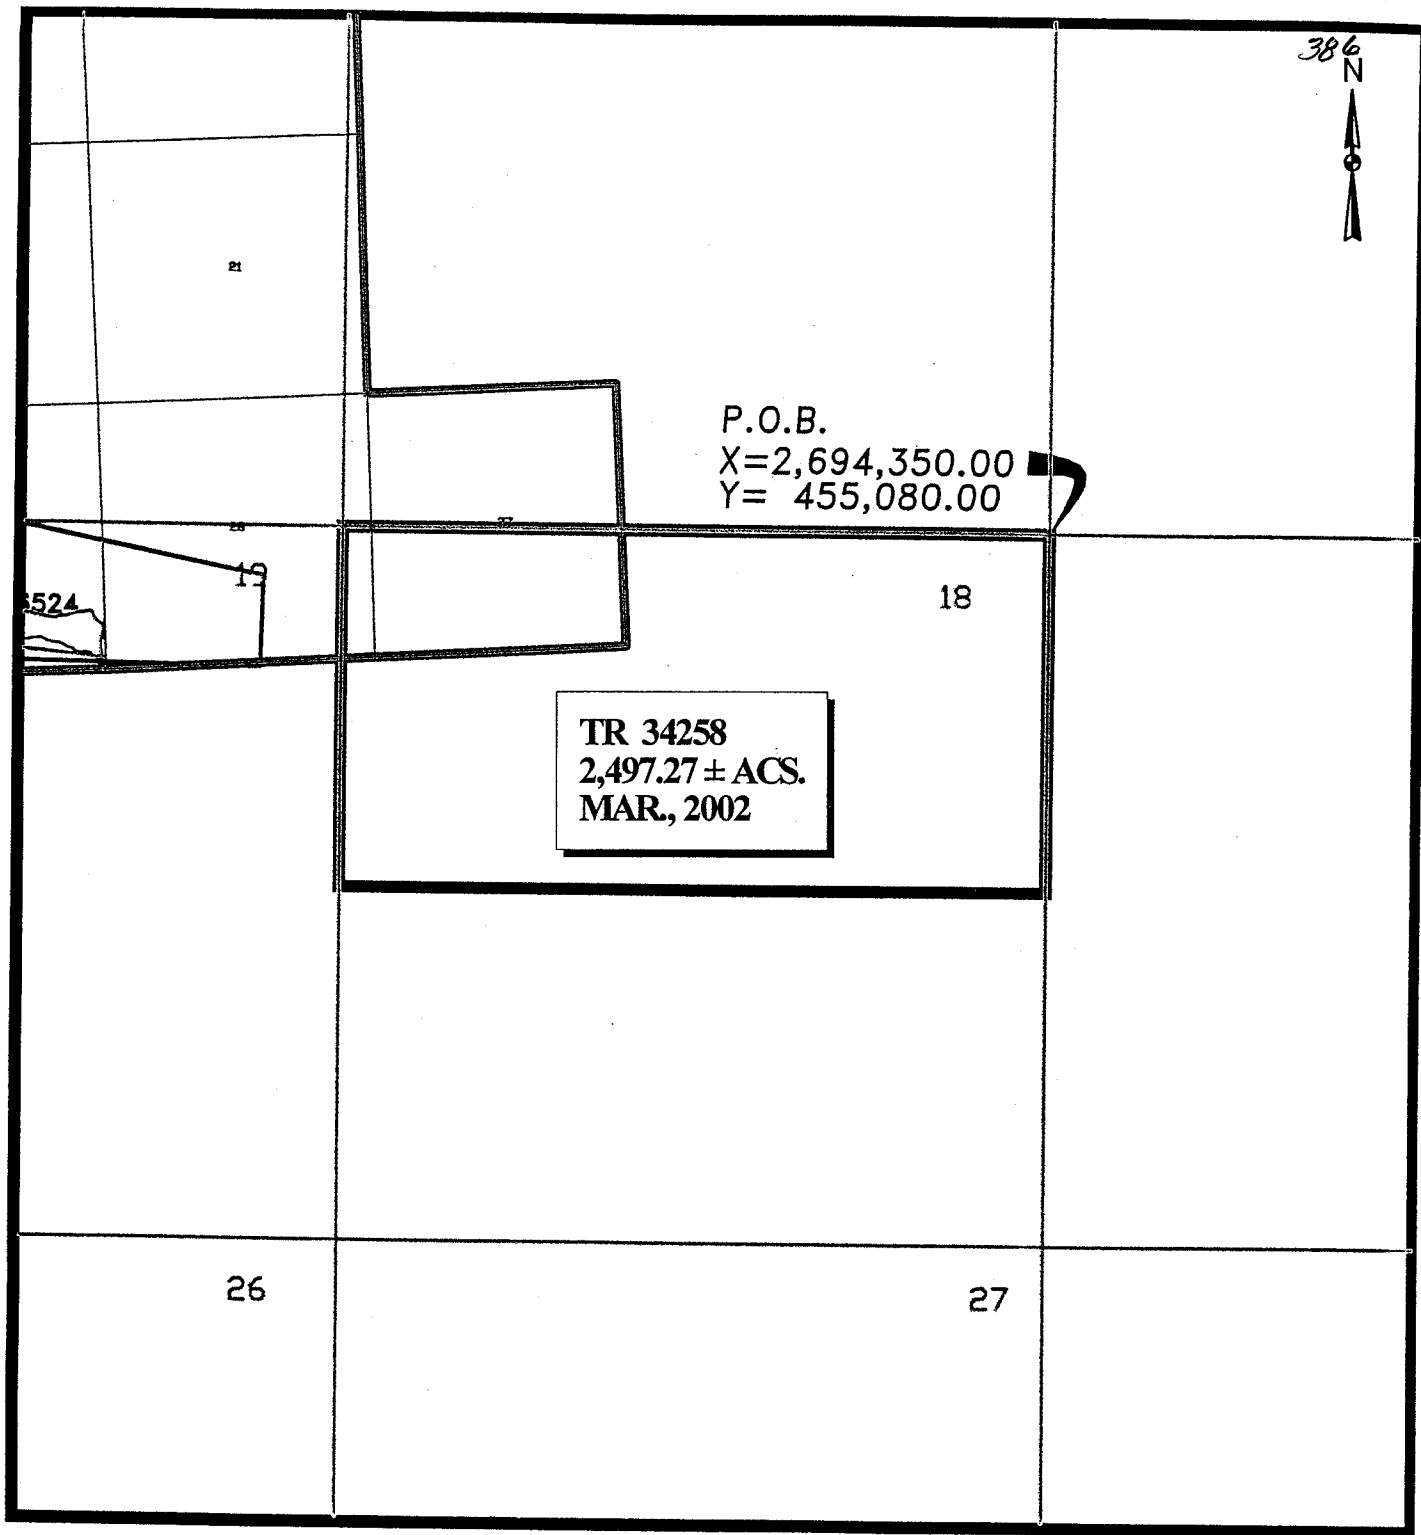 386
N
21
P.O.B.
X=2,694,350.00
Y= 455,080.00
27
19
18
TR 34258
2,497.27 ± ACS.
MAR., 2002
26
27